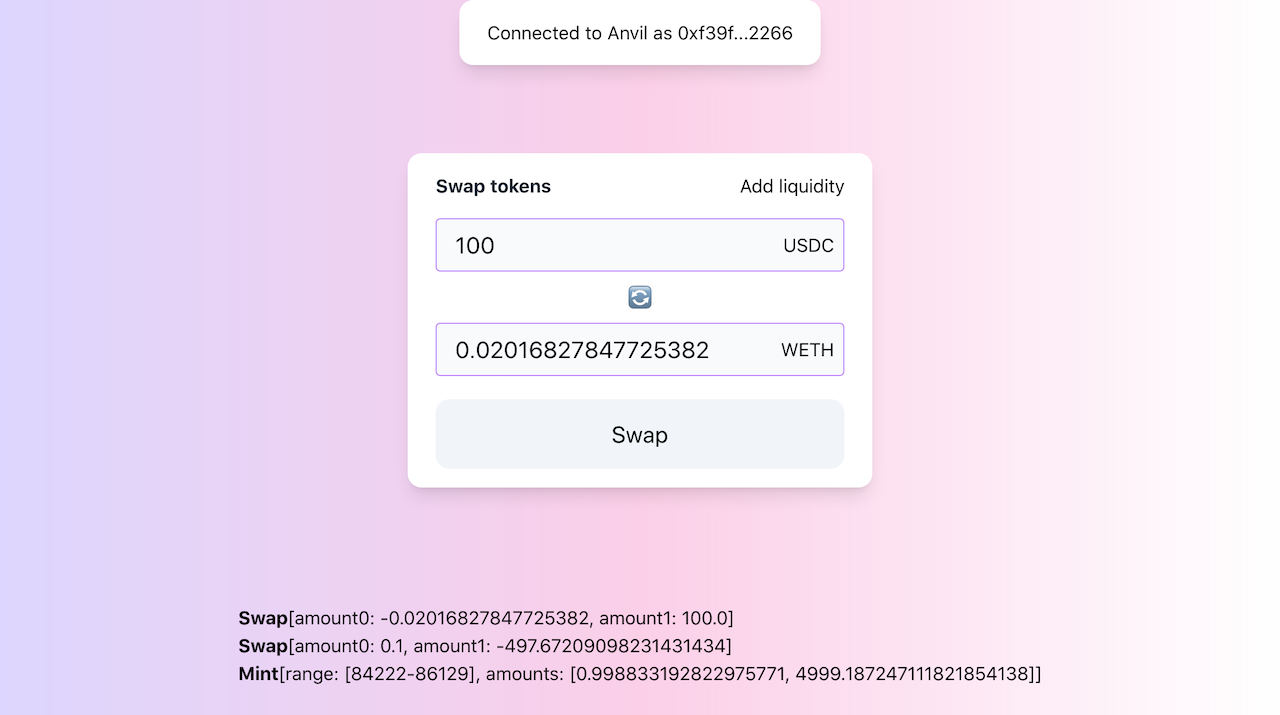 Connected to Anvil as 0xf39f...2266
Swap tokens Add liquidity
100 USDC
0.02016827847725382 WETH
Swap
Swap[amount0: -0.02016827847725382, amount1: 100.0]
Swap[amount0: 0.1, amount1: -497.67209098231431434]
Mint[range: [84222-86129], amounts: [0.998833192822975771, 4999.187247111821854138]]